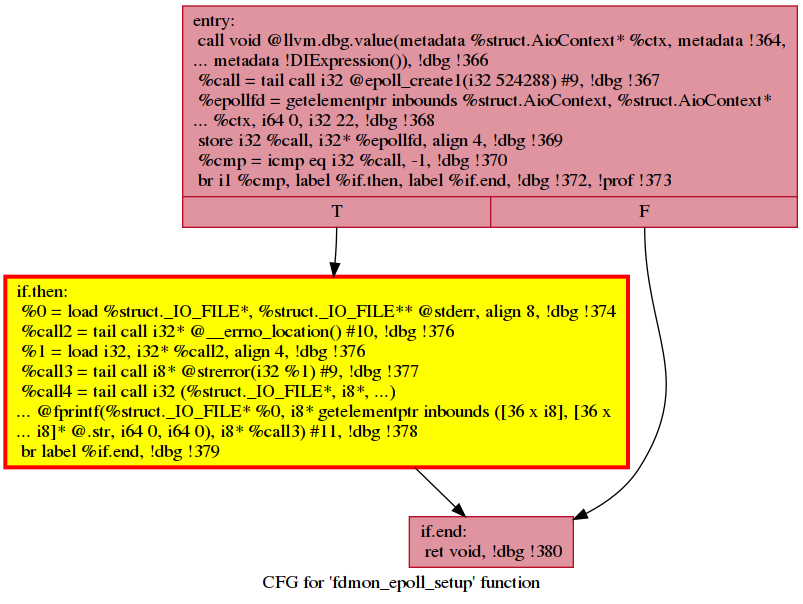 entry:
call void @llvm.dbg.value(metadata %struct.AioContext* %ctx, metadata !364,
... metadata !DIExpression()), !dbg !366
%call = tail call i32 @epoll_create1(i32 524288) #9, !dbg !367
%epollfd = getelementptr inbounds %struct.AioContext, %struct.AioContext*
... %ctx, i64 0, i32 22, !dbg !368
store i32 %call, i32* %epollfd, align 4, !dbg !369
%cmp = icmp eq i32 %call, -1, !dbg !370
br i1 %cmp, label %if.then, label %if.end, !dbg !372, !prof !373
T F
if.then:
%0 = load %struct._IO_FILE*, %struct._IO_FILE** @stderr, align 8, !dbg !374
%call2 = tail call i32* @__errno_location() #10, !dbg !376
%1 = load i32, i32* %call2, align 4, !dbg !376
%call3 = tail call i8* @strerror(i32 %1) #9, !dbg !377
%call4 = tail call i32 (%struct._IO_FILE*, i8*, ...)
... @fprintf(%struct._IO_FILE* %0, i8* getelementptr inbounds ([36 x i8], [36 x
... i8]* @.str, i64 0, i64 0), i8* %call3) #11, !dbg !378
br label %if.end, !dbg !379
if.end:
ret void, !dbg !380
CFG for 'fdmon_epoll_setup' function